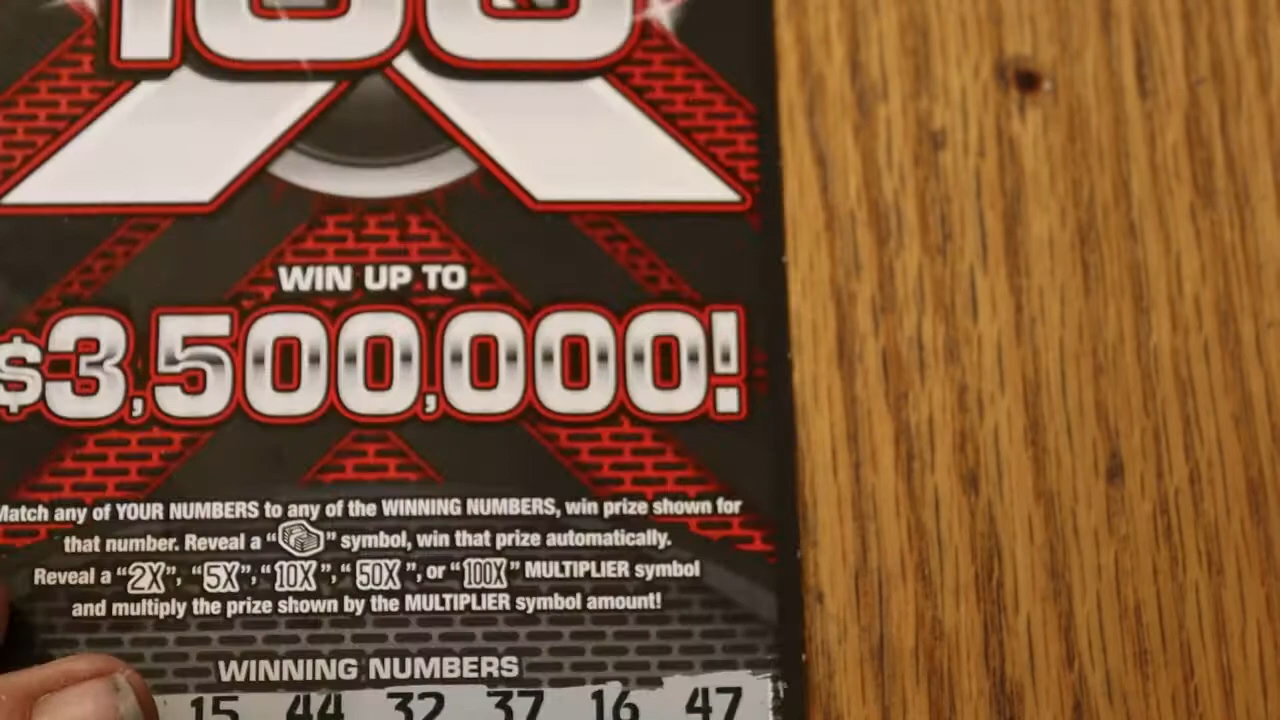 100
X
WIN UP TO
$3,500,000!
Match any of YOUR NUMBERS to any of the WINNING NUMBERS, win prize shown for
that number. Reveal a “ ” symbol, win that prize automatically.
Reveal a “2X”, “5X”, “10X”, “50X”, or “100X” MULTIPLIER symbol
and multiply the prize shown by the MULTIPLIER symbol amount!
WINNING NUMBERS
15 44 32 37 16 47